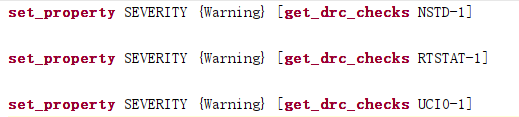 set_property SEVERITY {Warning} [get_drc_checks NSTD-1]
set_property SEVERITY {Warning} [get_drc_checks RTSTAT-1]
set_property SEVERITY {Warning} [get_drc_checks UCIO-1]